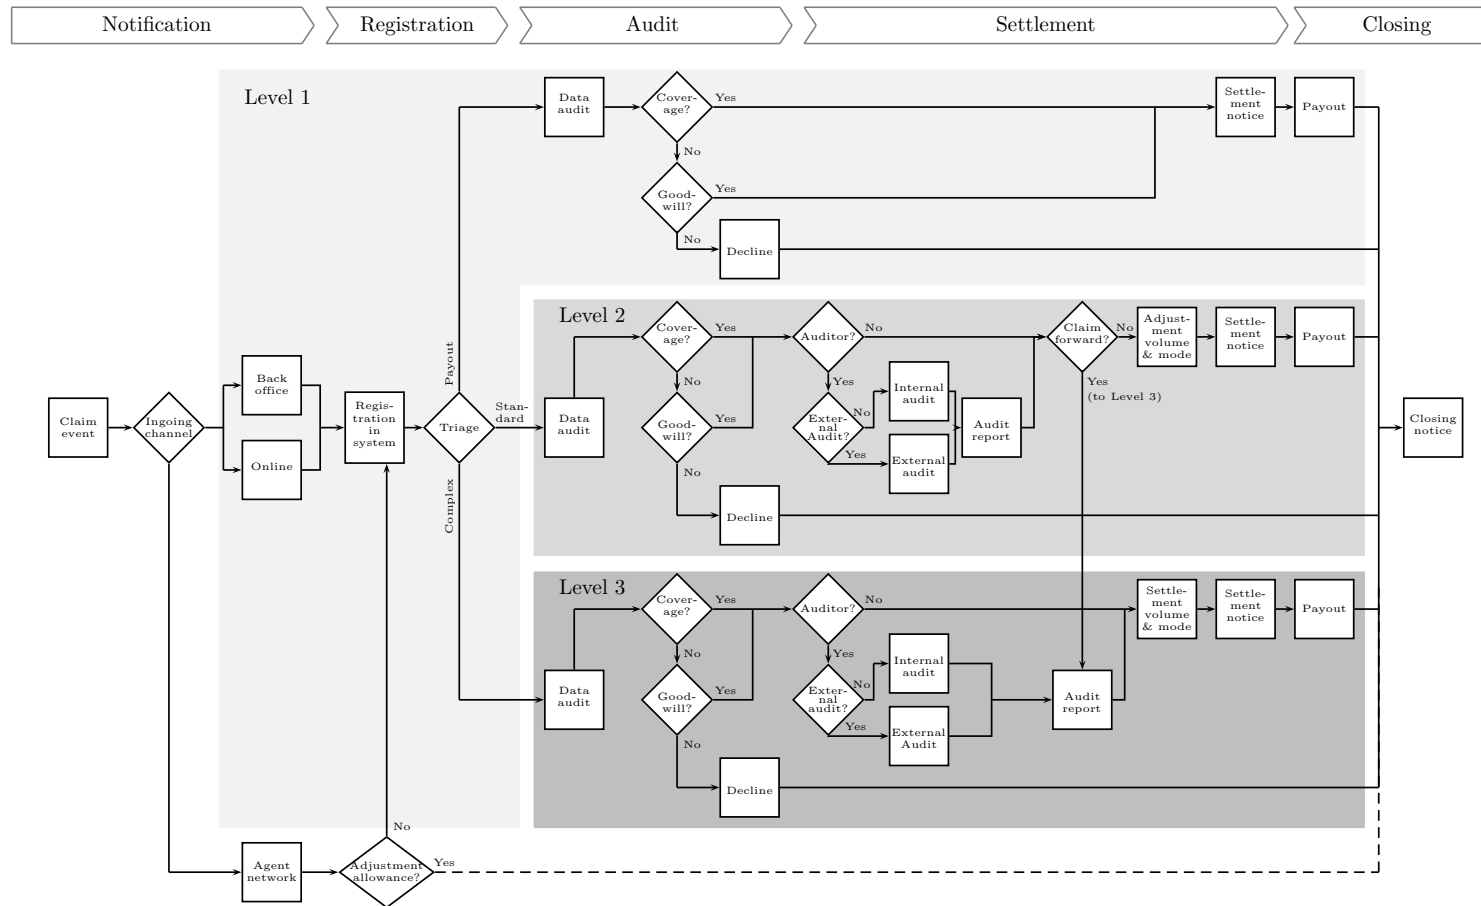 Notification
Registration
Audit
Settlement
Closing
Level 1
Data
audit
Cover-
age?
Yes
No
Good-
will?
Yes
No
Decline
Settle-
ment
notice
Payout
Level 2
Cover-
age?
Yes
No
Good-
will?
Yes
No
Decline
Data
audit
Auditor?
No
Yes
Exter-
nal
Audit?
No
Yes
Internal
audit
External
audit
Audit
report
Claim
forward?
No
Yes
(to Level 3)
Adjust-
ment
volume
& mode
Settle-
ment
notice
Payout
Claim
event
Ingoing
channel
Back
office
Online
Regis-
tration
in
system
Triage
Payout
Stan-
dard
Complex
Closing
notice
Level 3
Cover-
age?
Yes
No
Good-
will?
Yes
No
Decline
Data
audit
Auditor?
No
Yes
Exter-
nal
audit?
No
Yes
Internal
audit
External
Audit
Audit
report
Settle-
ment
volume
& mode
Settle-
ment
notice
Payout
Agent
network
Adjustment
allowance?
No
Yes